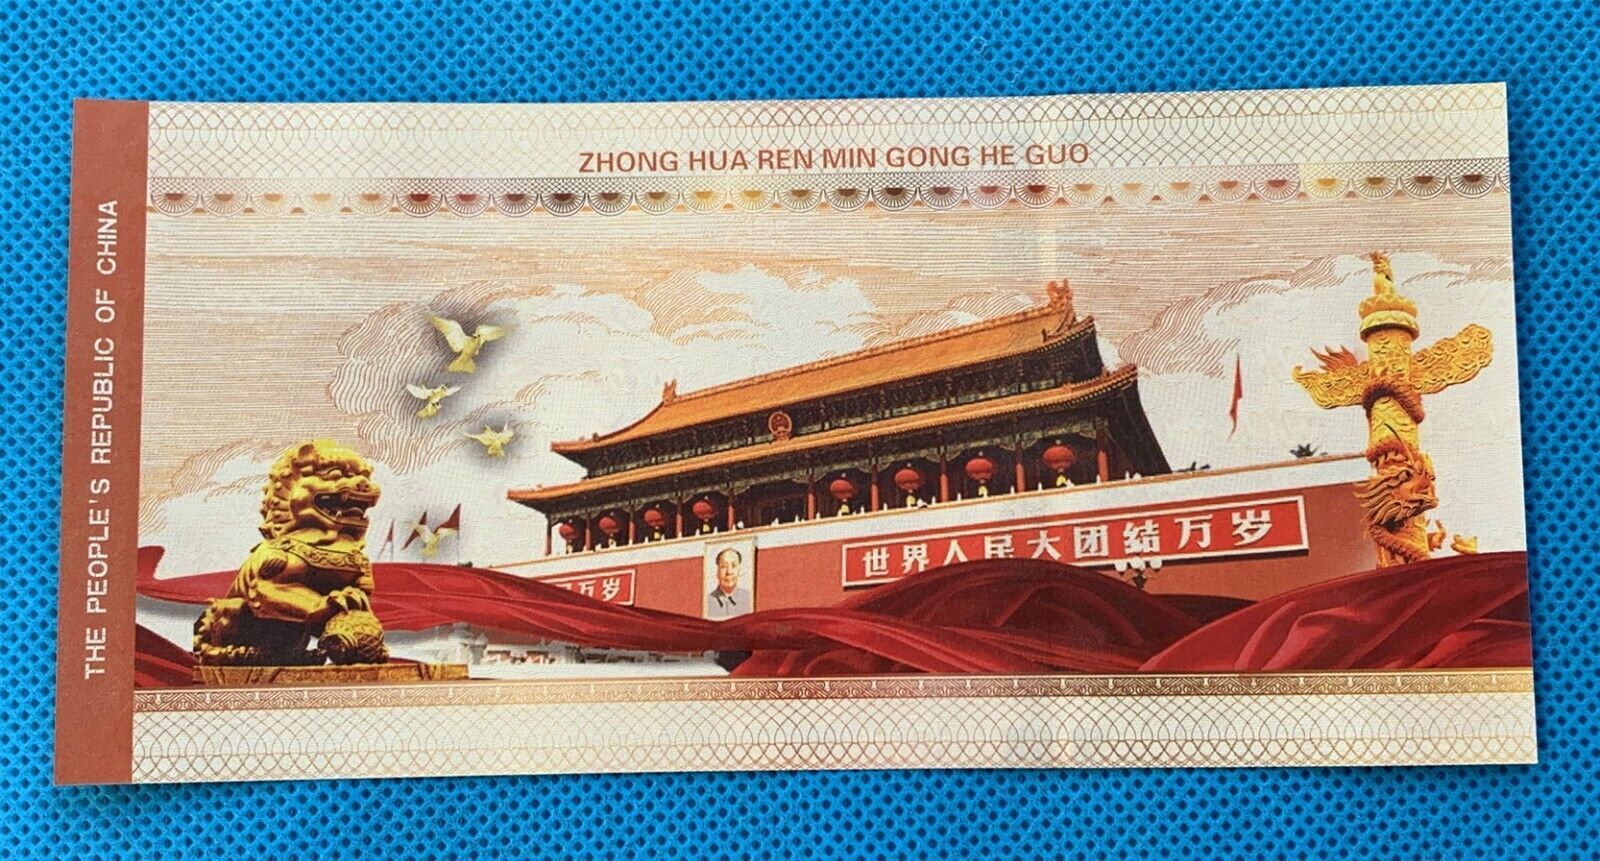 THE PEOPLE'S REPUBLIC OF CHINA
ZHONG HUA REN MIN GONG HE GUO
世界人民大团结万岁
万岁